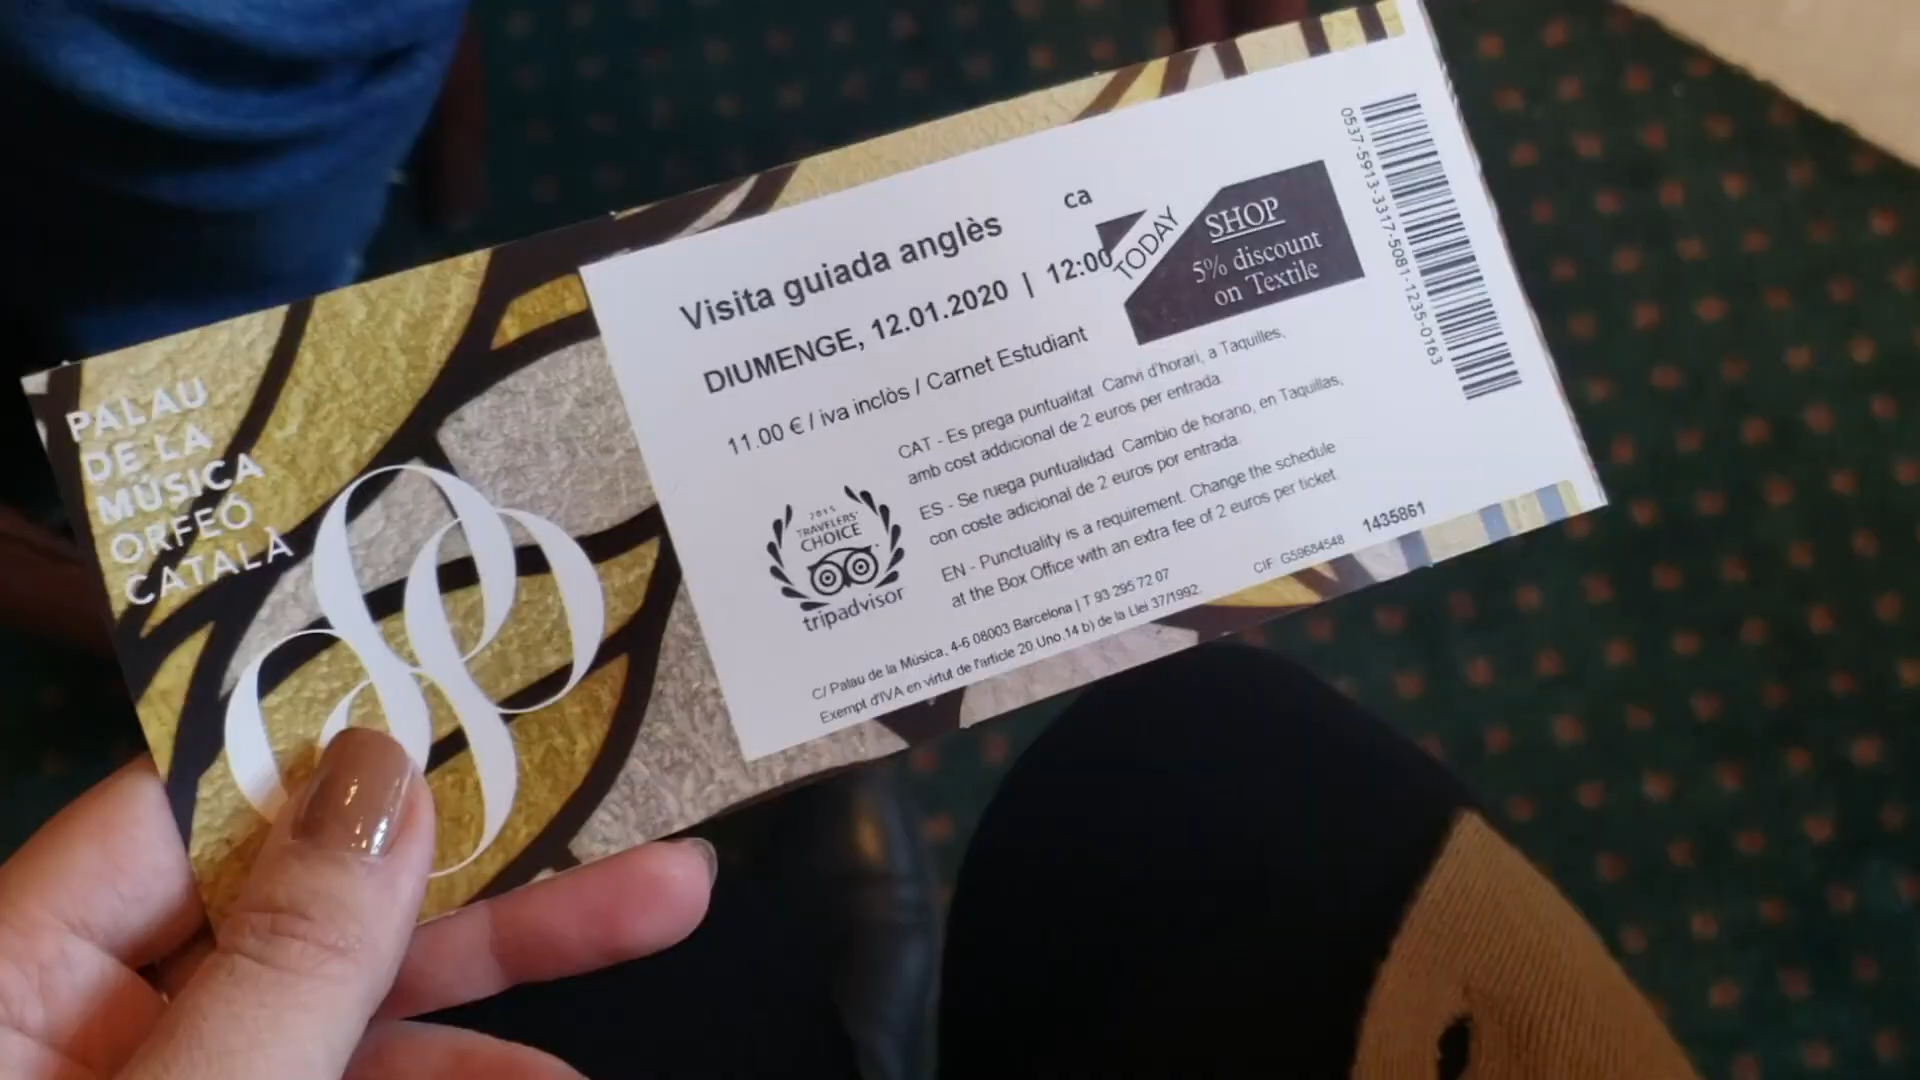 PALAU
DE LA
MÚSICA
ORFEÓ
CATALÀ
ca
Visita guiada anglès
DIUMENGE, 12.01.2020 | 12:00
11.00 € / iva inclòs / Carnet Estudiant
TODAY
SHOP
5% discount
on Textile
CAT - Es prega puntualitat. Canvi d'horari, a Taquilles,
amb cost addicional de 2 euros per entrada.
ES - Se ruega puntualidad. Cambio de horario, en Taquillas,
con coste adicional de 2 euros por entrada.
EN - Punctuality is a requirement. Change the schedule
at the Box Office with an extra fee of 2 euros per ticket.
2015
TRAVELERS'
CHOICE
tripadvisor
C/ Palau de la Música, 4-6 08003 Barcelona | T 93 295 72 07
Exempt d'IVA en virtut de l'article 20.Uno.14 b) de la Llei 37/1992.
CIF G59684548
1435861
0537-5913-3317-5081-1235-0163